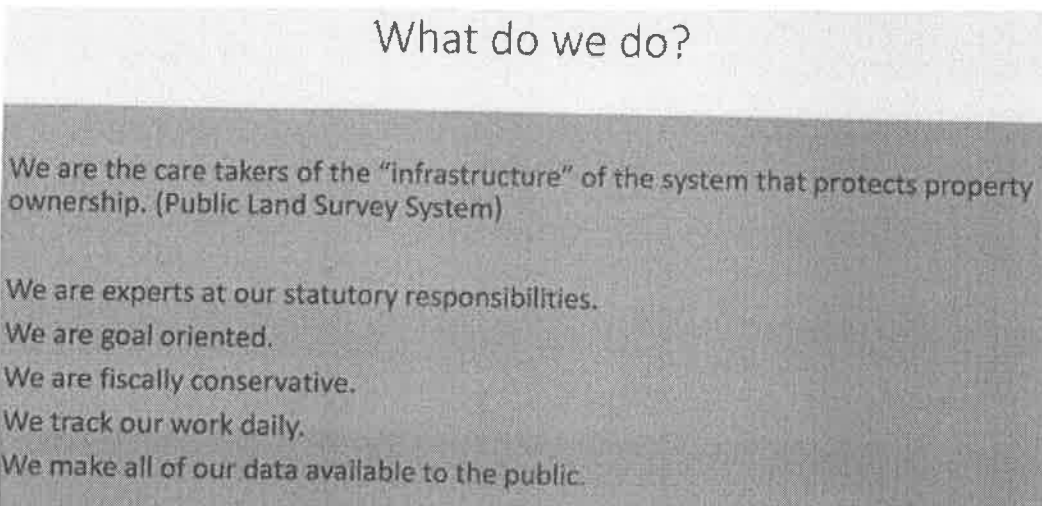 What do we do?
We are the care takers of the "infrastructure" of the system that protects property
ownership. (Public Land Survey System)
We are experts at our statutory responsibilities.
We are goal oriented.
We are fiscally conservative.
We track our work daily.
We make all of our data available to the public.